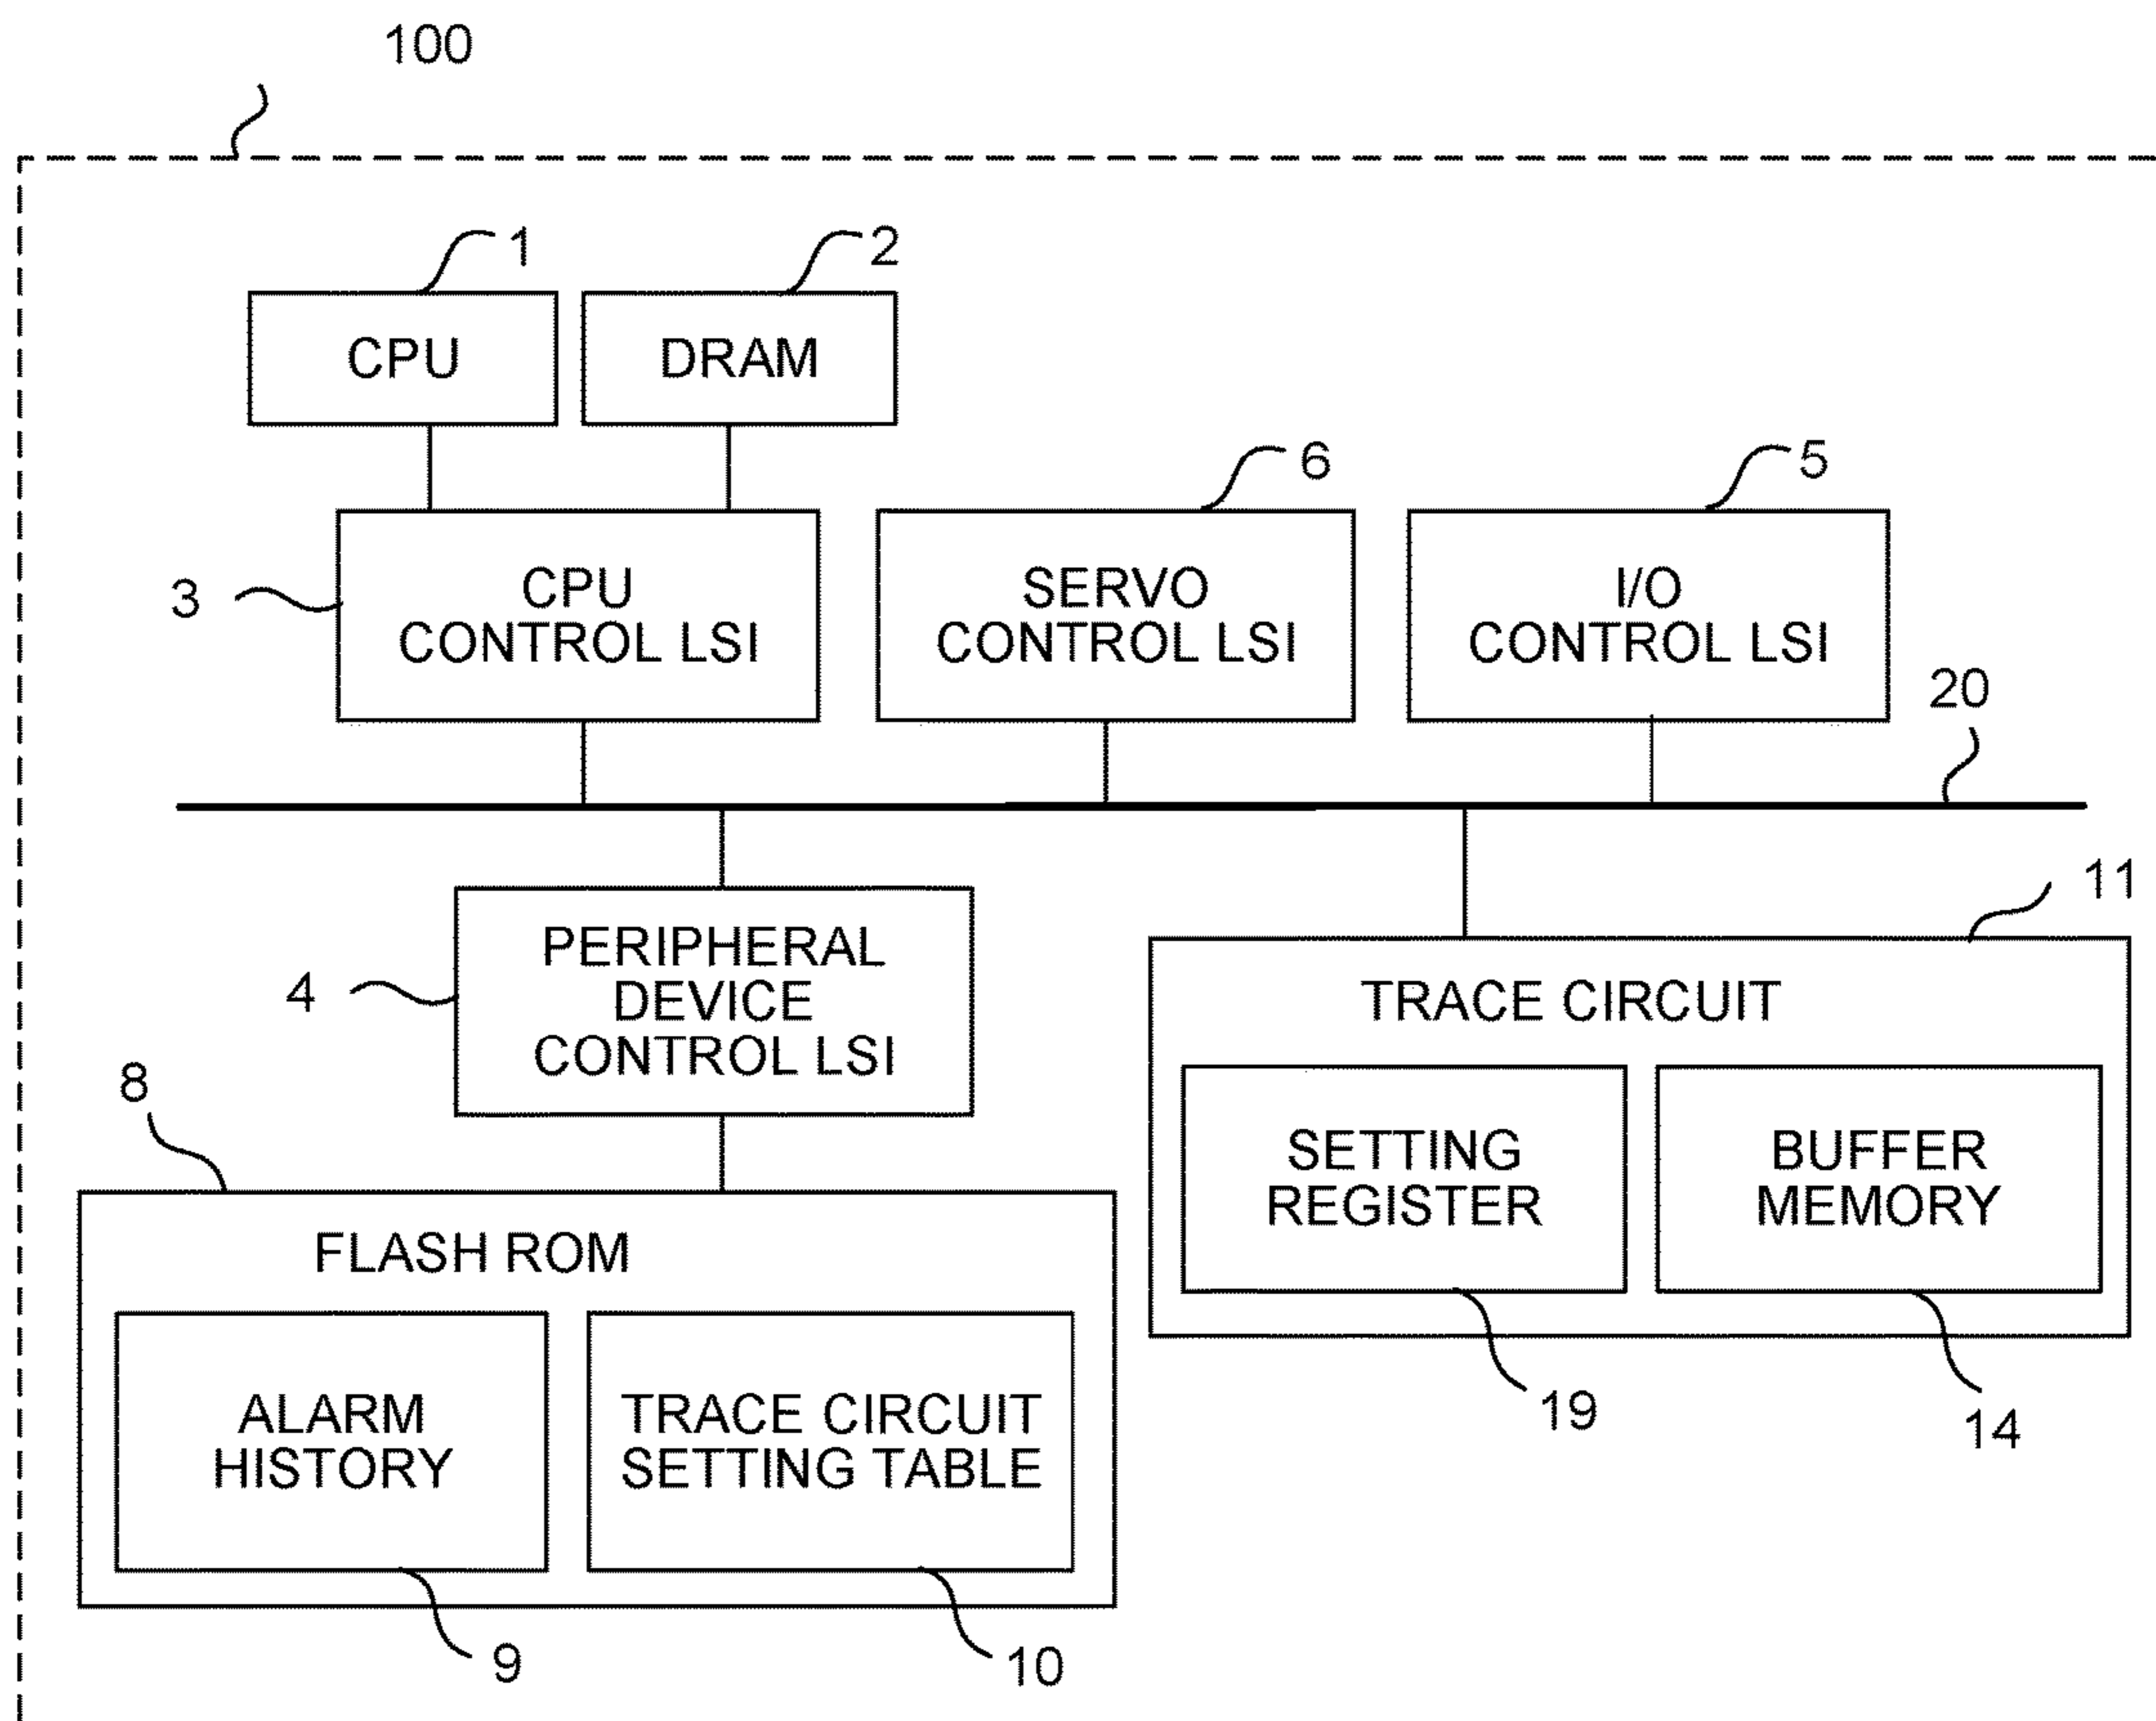 100
1
2
CPU
DRAM
6
5
3
CPU
CONTROL LSI
SERVO
CONTROL LSI
I/O
CONTROL LSI
20
11
4
PERIPHERAL
DEVICE
CONTROL LSI
TRACE CIRCUIT
SETTING
REGISTER
BUFFER
MEMORY
19
14
8
FLASH ROM
ALARM
HISTORY
TRACE CIRCUIT
SETTING TABLE
9
10